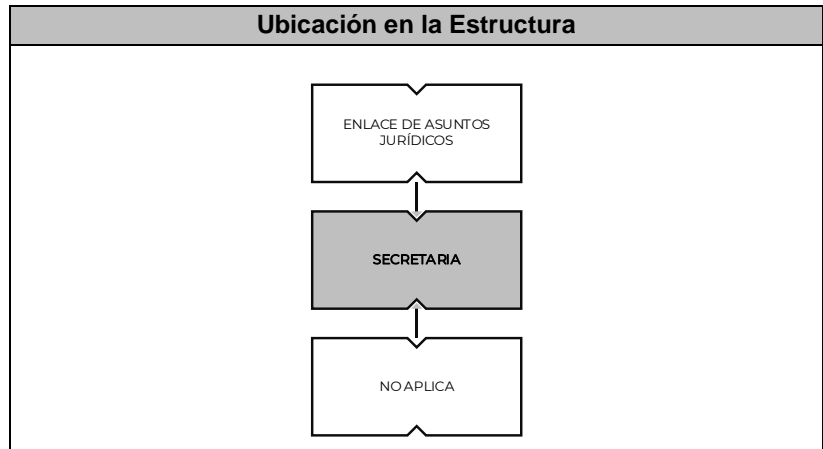 Ubicación en la Estructura
ENLACE DE ASUNTOS
JURÍDICOS
SECRETARIA
NO APLICA